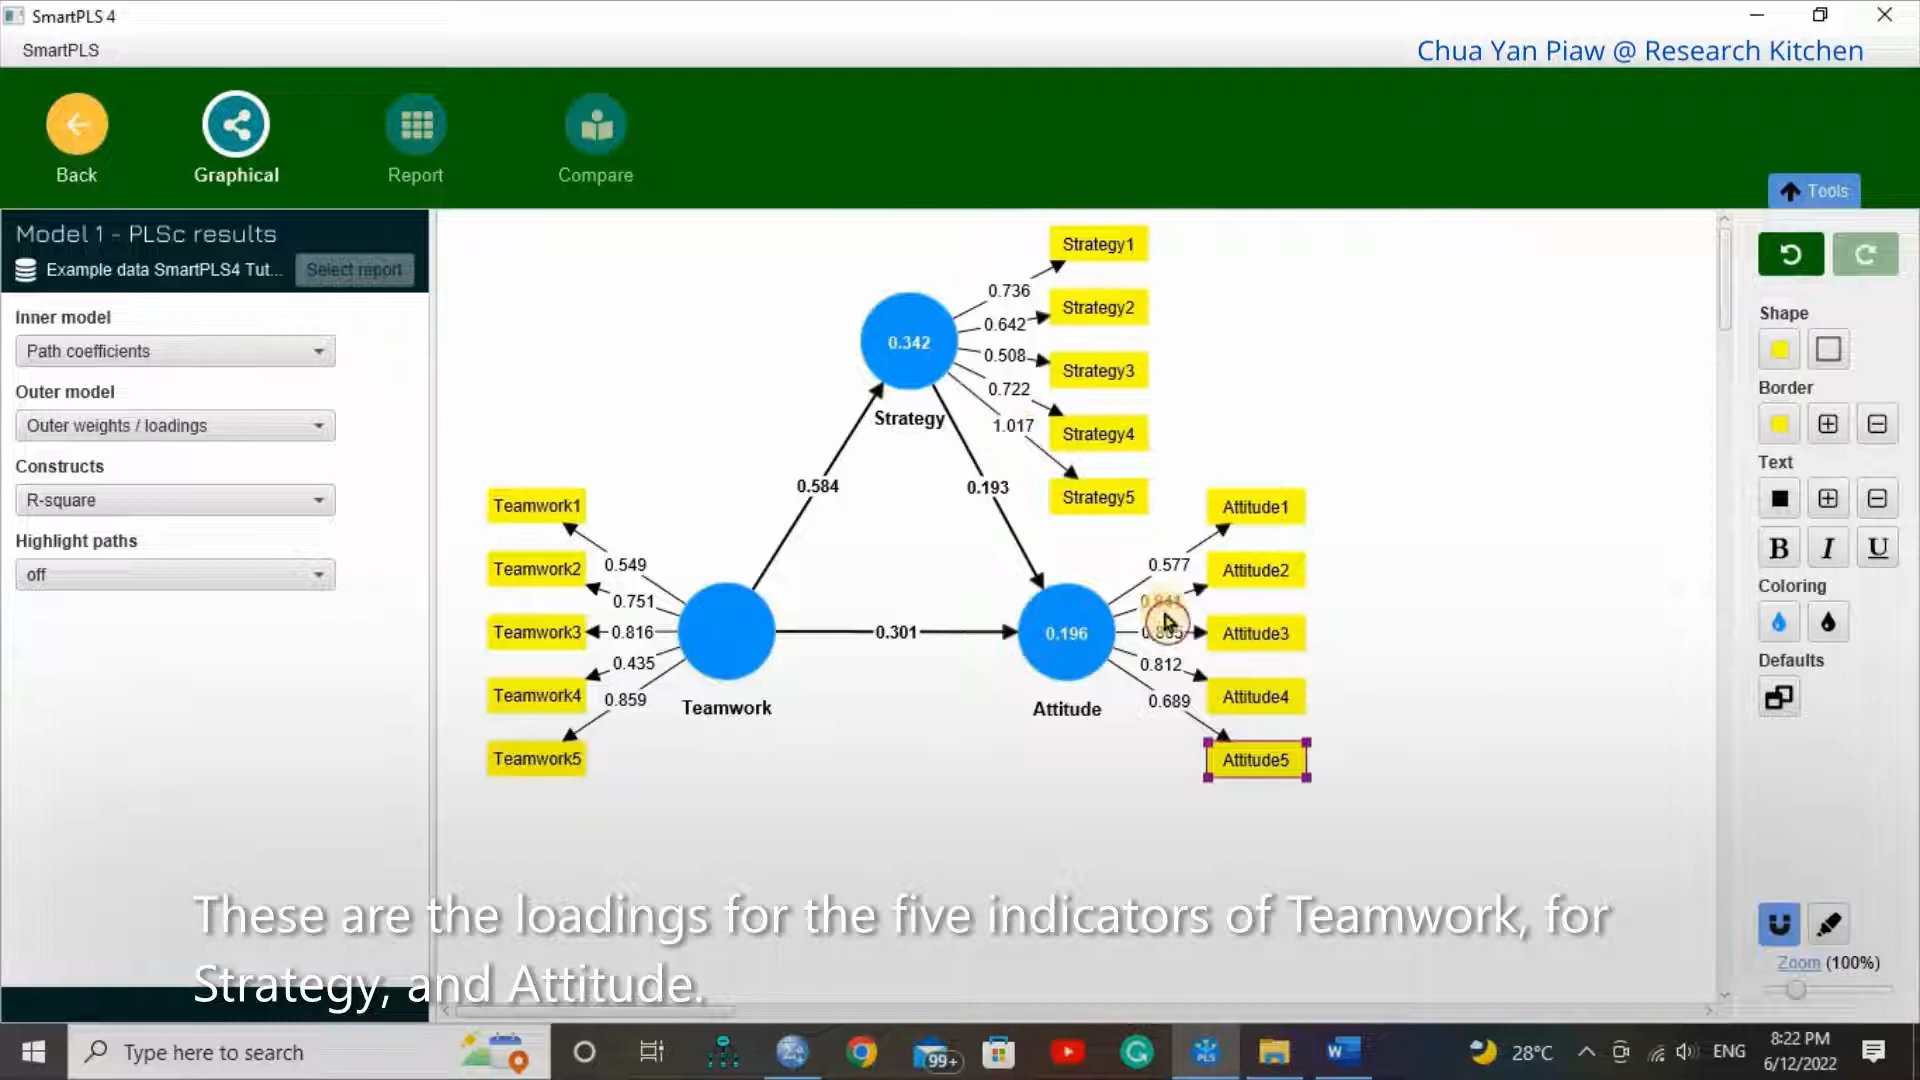 SmartPLS 4
SmartPLS
Chua Yan Piaw @ Research Kitchen
Back
Graphical
Report
Compare
Tools
Model 1 - PLSc results
Example data SmartPLS4 Tut...
Select report
Inner model
Path coefficients
Outer model
Outer weights / loadings
Constructs
R-square
Highlight paths
off
Strategy1
0.736
Strategy2
0.642
0.342
0.508
Strategy3
0.722
Strategy
1.017
Strategy4
0.584
0.193
Strategy5
Teamwork1
Attitude1
0.549
0.577
Teamwork2
Attitude2
0.751
Teamwork3
0.816
0.301
0.196
Attitude3
0.435
0.812
Teamwork4
Attitude4
0.859
0.689
Teamwork
Attitude
Teamwork5
Attitude5
Shape
Border
Text
B I U
Coloring
Defaults
Zoom (100%)
These are the loadings for the five indicators of Teamwork, for
Strategy, and Attitude.
Type here to search
99+
PLS
28°C
ENG
8:22 PM
6/12/2022